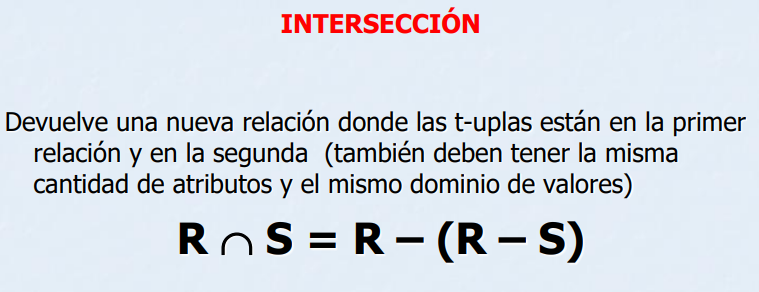 INTERSECCIÓN
Devuelve una nueva relación donde las t-uplas están en la primer
relación y en la segunda (también deben tener la misma
cantidad de atributos y el mismo dominio de valores)
R ∩ S = R – (R – S)